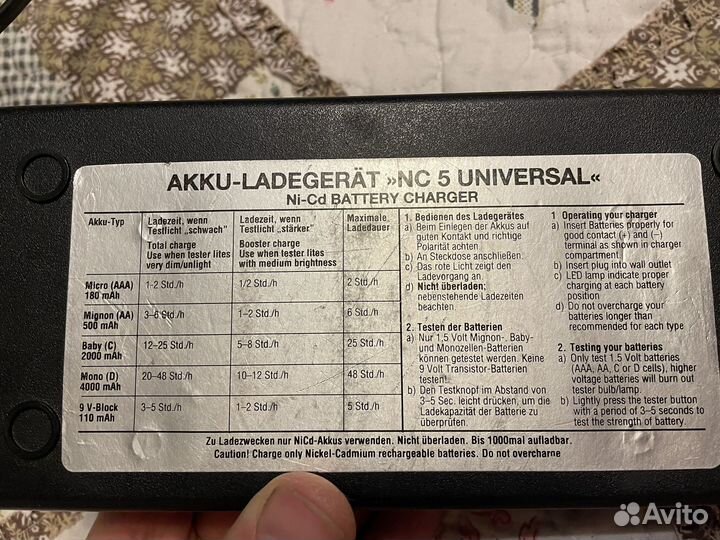 AKKU-LADEGERÄT »NC 5 UNIVERSAL«
Ni-Cd BATTERY CHARGER
Akku-Typ
Ladezeit, wenn
Testlicht „schwach“
Total charge
Use when tester lites
very dim/unlight
Ladezeit, wenn
Testlicht „stärker“
Booster charge
Use when tester lites
with medium brightness
Maximale
Ladedauer
Micro (AAA)
180 mAh
1–2 Std./h
1/2 Std./h
2 Std./h
Mignon (AA)
500 mAh
3–6 Std./h
1–2 Std./h
6 Std./h
Baby (C)
2000 mAh
12–25 Std./h
5–8 Std./h
25 Std./h
Mono (D)
4000 mAh
20–48 Std./h
10–12 Std./h
48 Std./h
9 V-Block
110 mAh
3–5 Std./h
1–2 Std./h
5 Std./h
1. Bedienen des Ladegerätes
a) Beim Einlegen der Akkus auf
guten Kontakt und richtige
Polarität achten
b) An Steckdose anschließen.
c) Das rote Licht zeigt den
Ladevorgang an.
d) Nicht überladen;
nebenstehende Ladezeiten
beachten.
2. Testen der Batterien
a) Nur 1,5 Volt Mignon-, Baby-
und Monozellen-Batterien
können getestet werden. Keine
9 Volt Transistor-Batterien
testen.
b) Den Testknopf im Abstand von
3–5 Sec. leicht drücken, um die
Ladekapazität der Batterie zu
überprüfen.
1 Operating your charger
a) Insert Batteries properly for
good contact (+) and (–)
terminal as shown in charger
compartment.
b) Insert plug into wall outlet
c) LED lamp indicate proper
charging at each battery
position
d) Do not overcharge your
batteries longer than
recommended for each type
2. Testing your batteries
a) Only test 1.5 Volt batteries
(AAA, AA, C or D cells), higher
voltage batteries will burn out
tester bulb/lamp.
b) Lightly press the tester button
with a period of 3–5 seconds to
test the strength of battery.
Zu Ladezwecken nur NiCd-Akkus verwenden. Nicht überladen. Bis 1000mal aufladbar.
Caution! Charge only Nickel-Cadmium rechargeable batteries. Do not overcharge
Avito